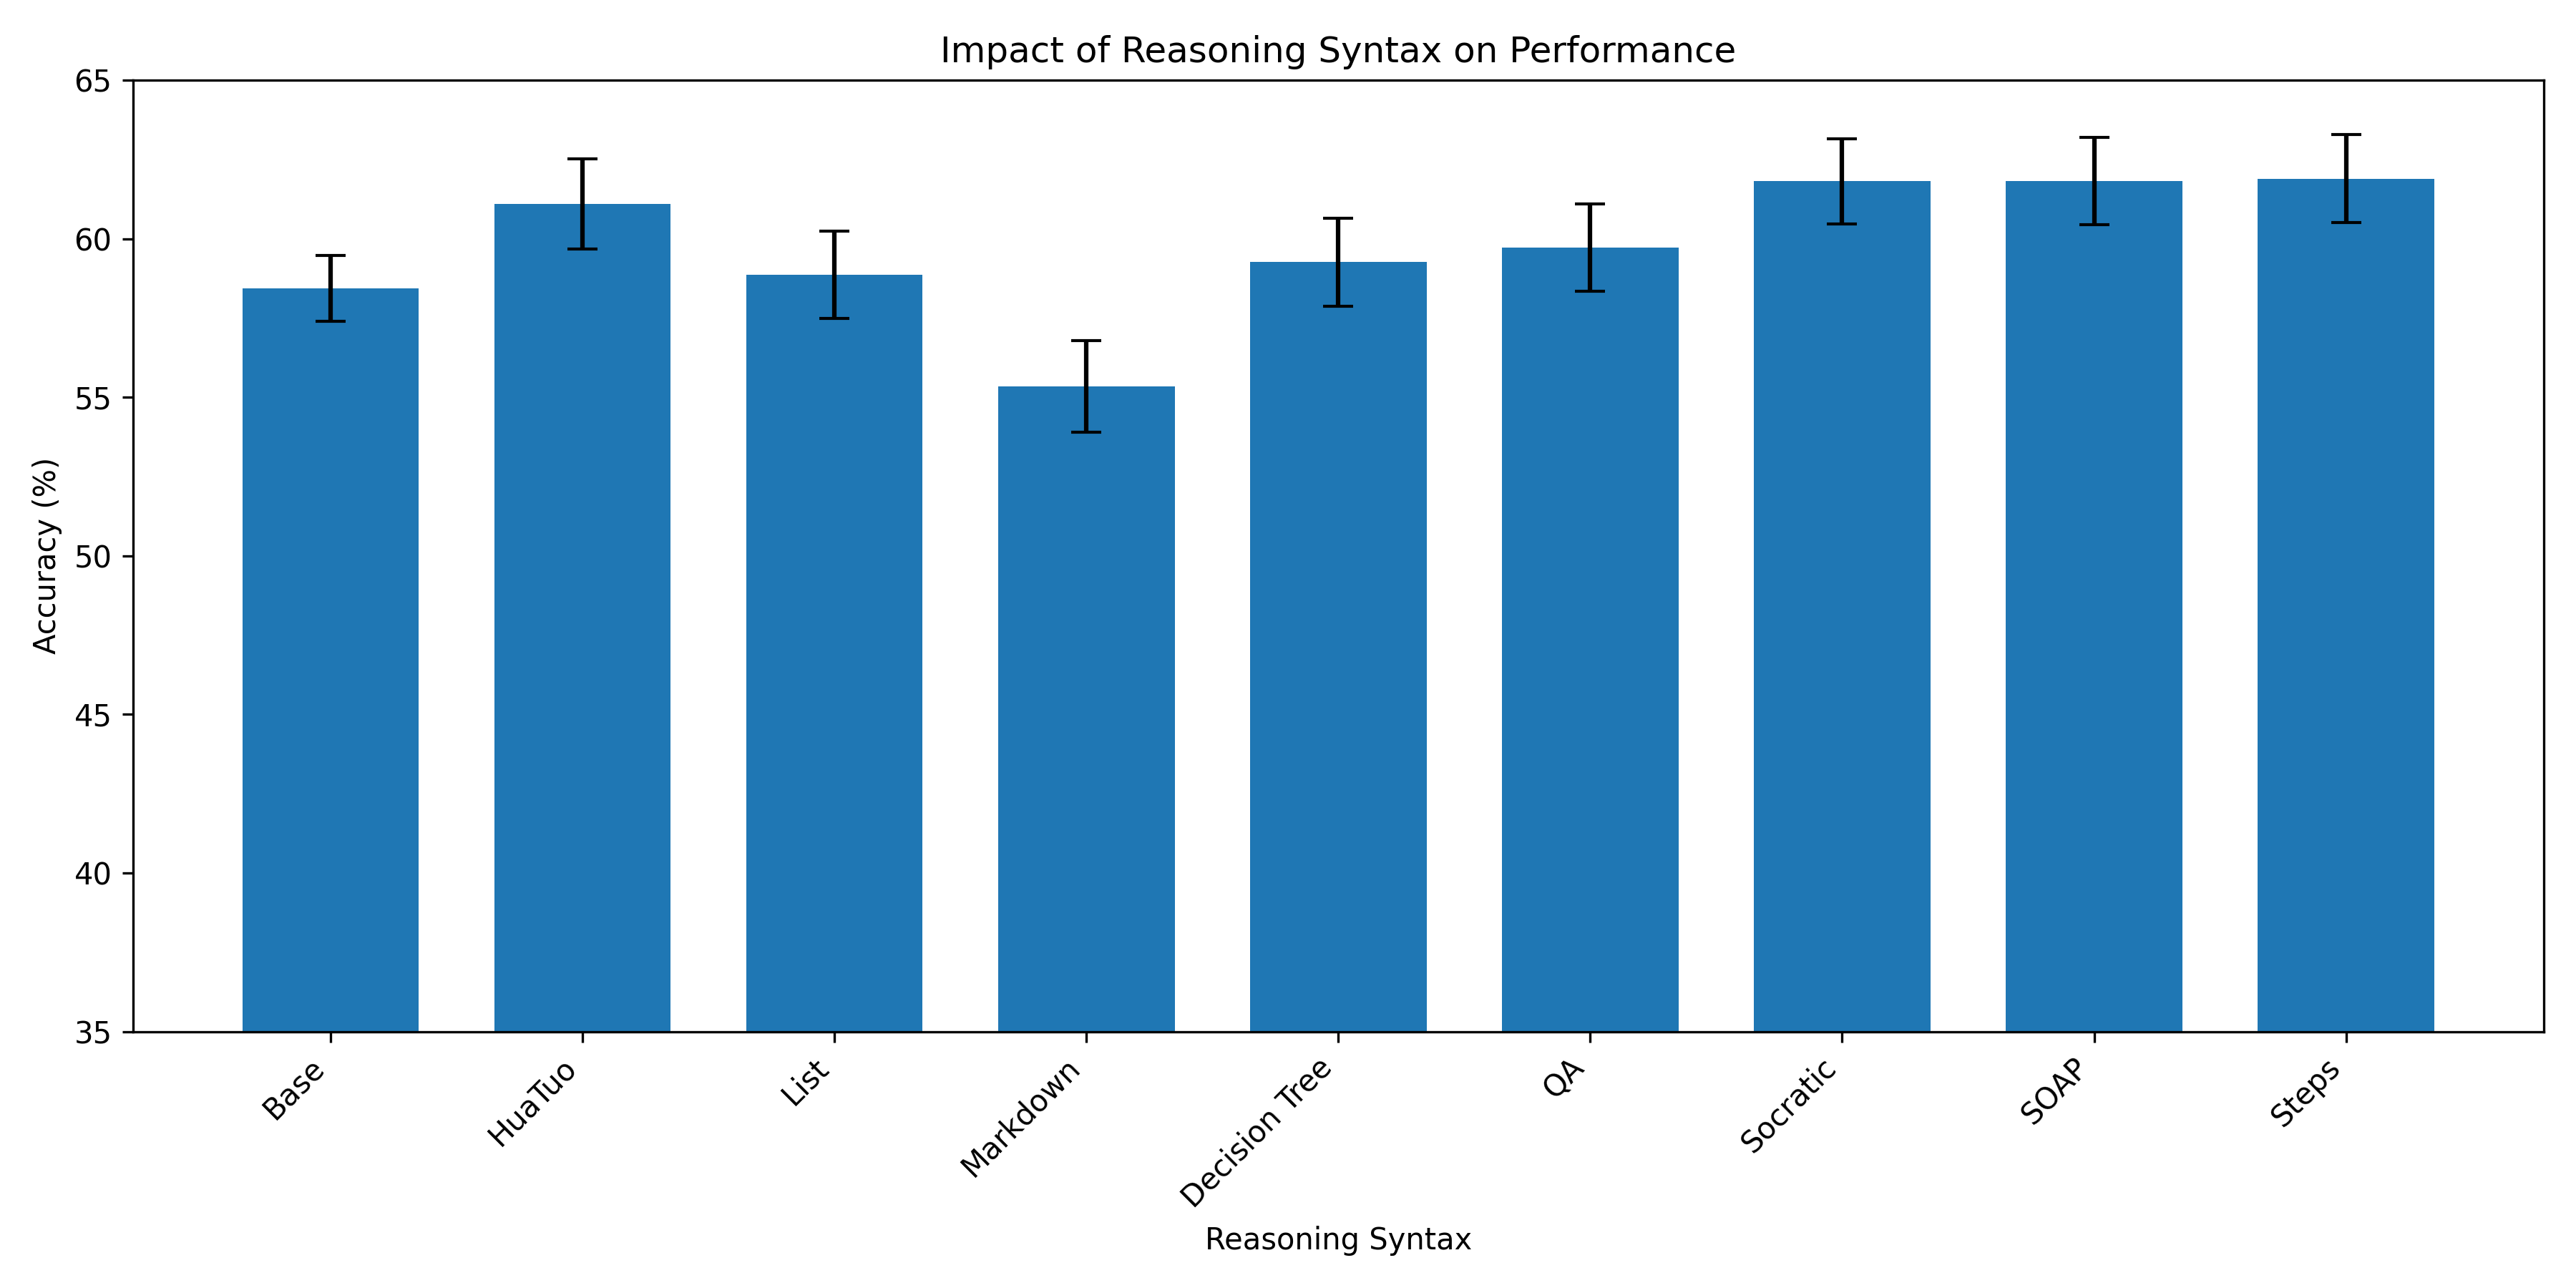 Impact of Reasoning Syntax on Performance
65
60
55
50
45
40
35
Accuracy (%)
Base
HuaTuo
List
Markdown
Decision Tree
QA
Socratic
SOAP
Steps
Reasoning Syntax